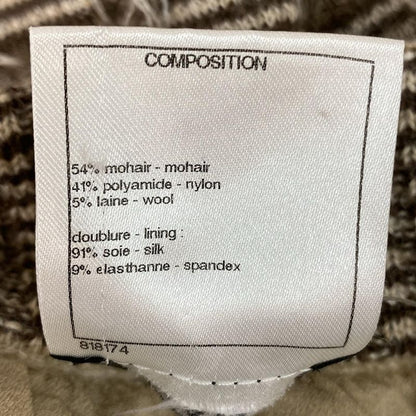 COMPOSITION
54% mohair - mohair
41% polyamide - nylon
5% laine - wool
doublure - lining :
91% soie - silk
9% elasthanne - spandex
818174